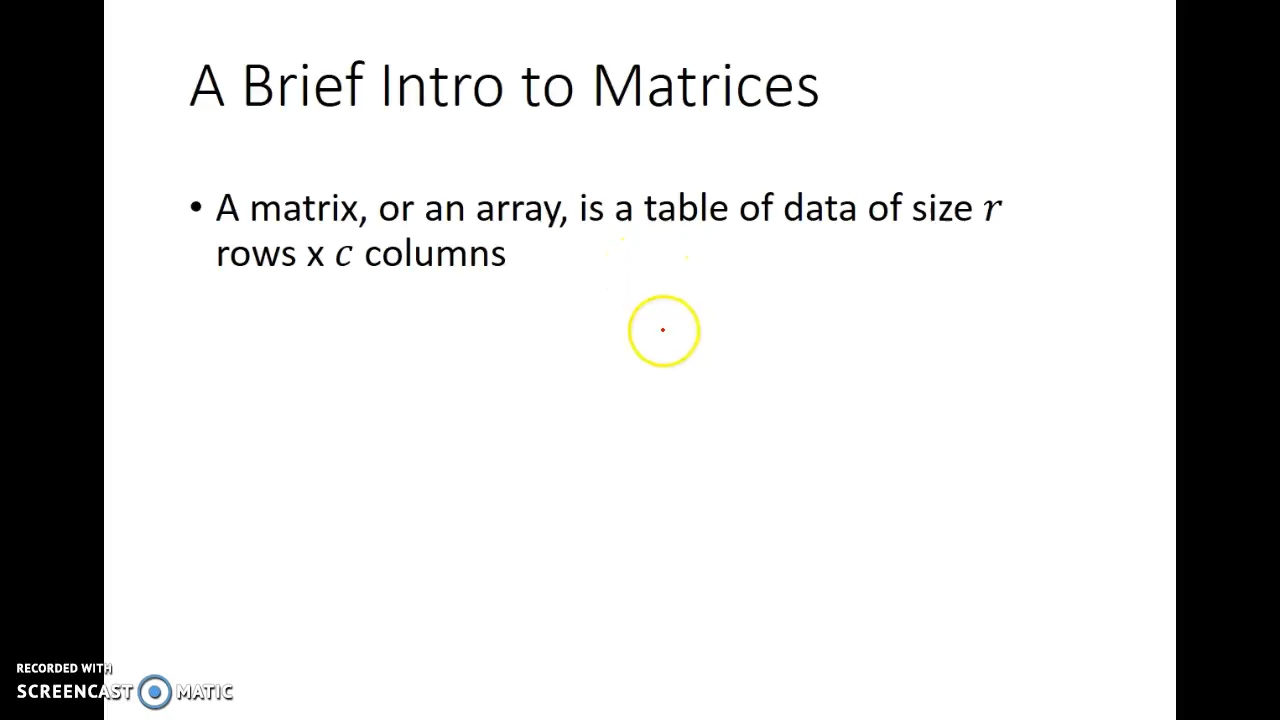 A Brief Intro to Matrices
• A matrix, or an array, is a table of data of size r
rows x c columns
RECORDED WITH
SCREENCAST MATIC